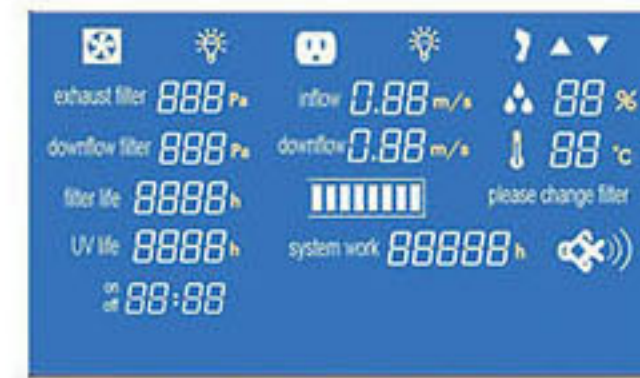 exhaust filter 888 Pa inflow 0.88 m/s 88 %
downflow filter 888 Pa downflow 0.88 m/s 88 °C
filter life 8888 h please change filter
UV life 8888 h system work 88888 h
on
off 88:88